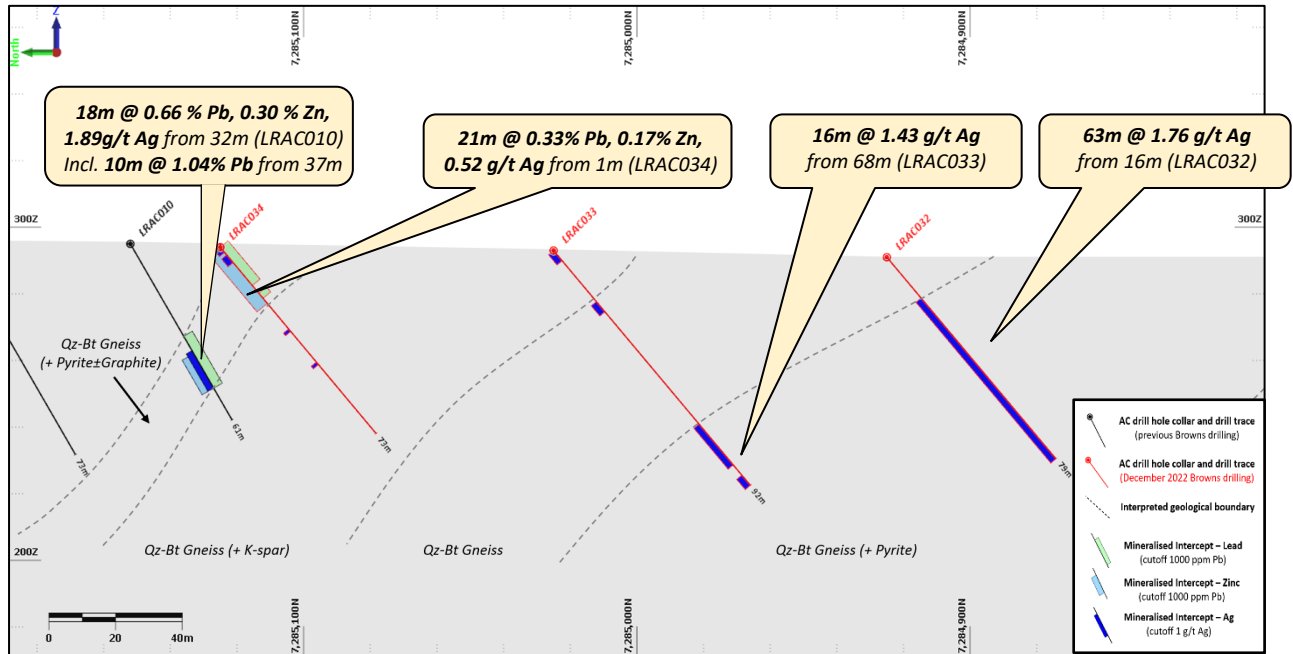 Z
North
7,285,100N
7,285,000N
7,284,900N
18m @ 0.66 % Pb, 0.30 % Zn,
1.89g/t Ag from 32m (LRAC010)
Incl. 10m @ 1.04% Pb from 37m
21m @ 0.33% Pb, 0.17% Zn,
0.52 g/t Ag from 1m (LRAC034)
16m @ 1.43 g/t Ag
from 68m (LRAC033)
63m @ 1.76 g/t Ag
from 16m (LRAC032)
300Z
LRAC010
LRAC034
LRAC033
LRAC032
300Z
Qz-Bt Gneiss
(+ Pyrite±Graphite)
73m
61m
73m
92m
79m
200Z
Qz-Bt Gneiss (+ K-spar)
Qz-Bt Gneiss
Qz-Bt Gneiss (+ Pyrite)
0
20
40m
7,285,100N
7,285,000N
7,284,900N
AC drill hole collar and drill trace
(previous Browns drilling)
AC drill hole collar and drill trace
(December 2022 Browns drilling)
Interpreted geological boundary
Mineralised Intercept – Lead
(cutoff 1000 ppm Pb)
Mineralised Intercept – Zinc
(cutoff 1000 ppm Pb)
Mineralised Intercept – Ag
(cutoff 1 g/t Ag)